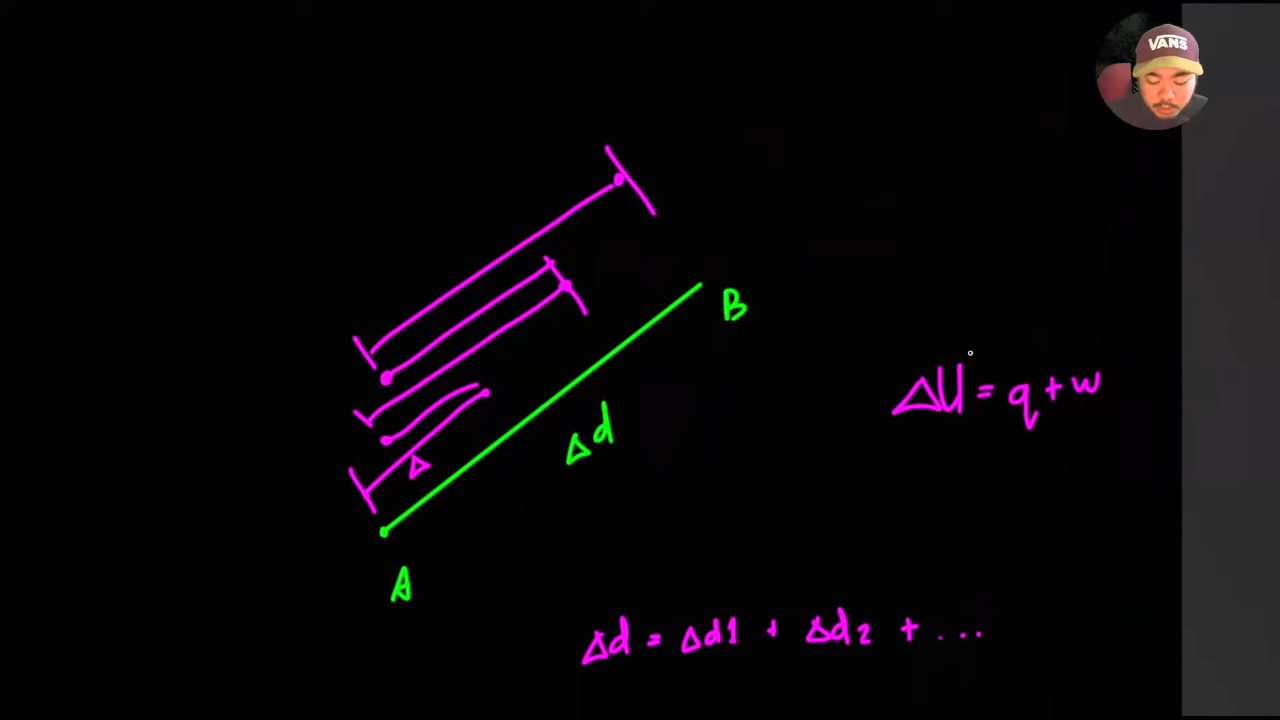 VANS
B
ΔU = q + w
Δd
Δ
A
Δd = Δd1 + Δd2 + ...